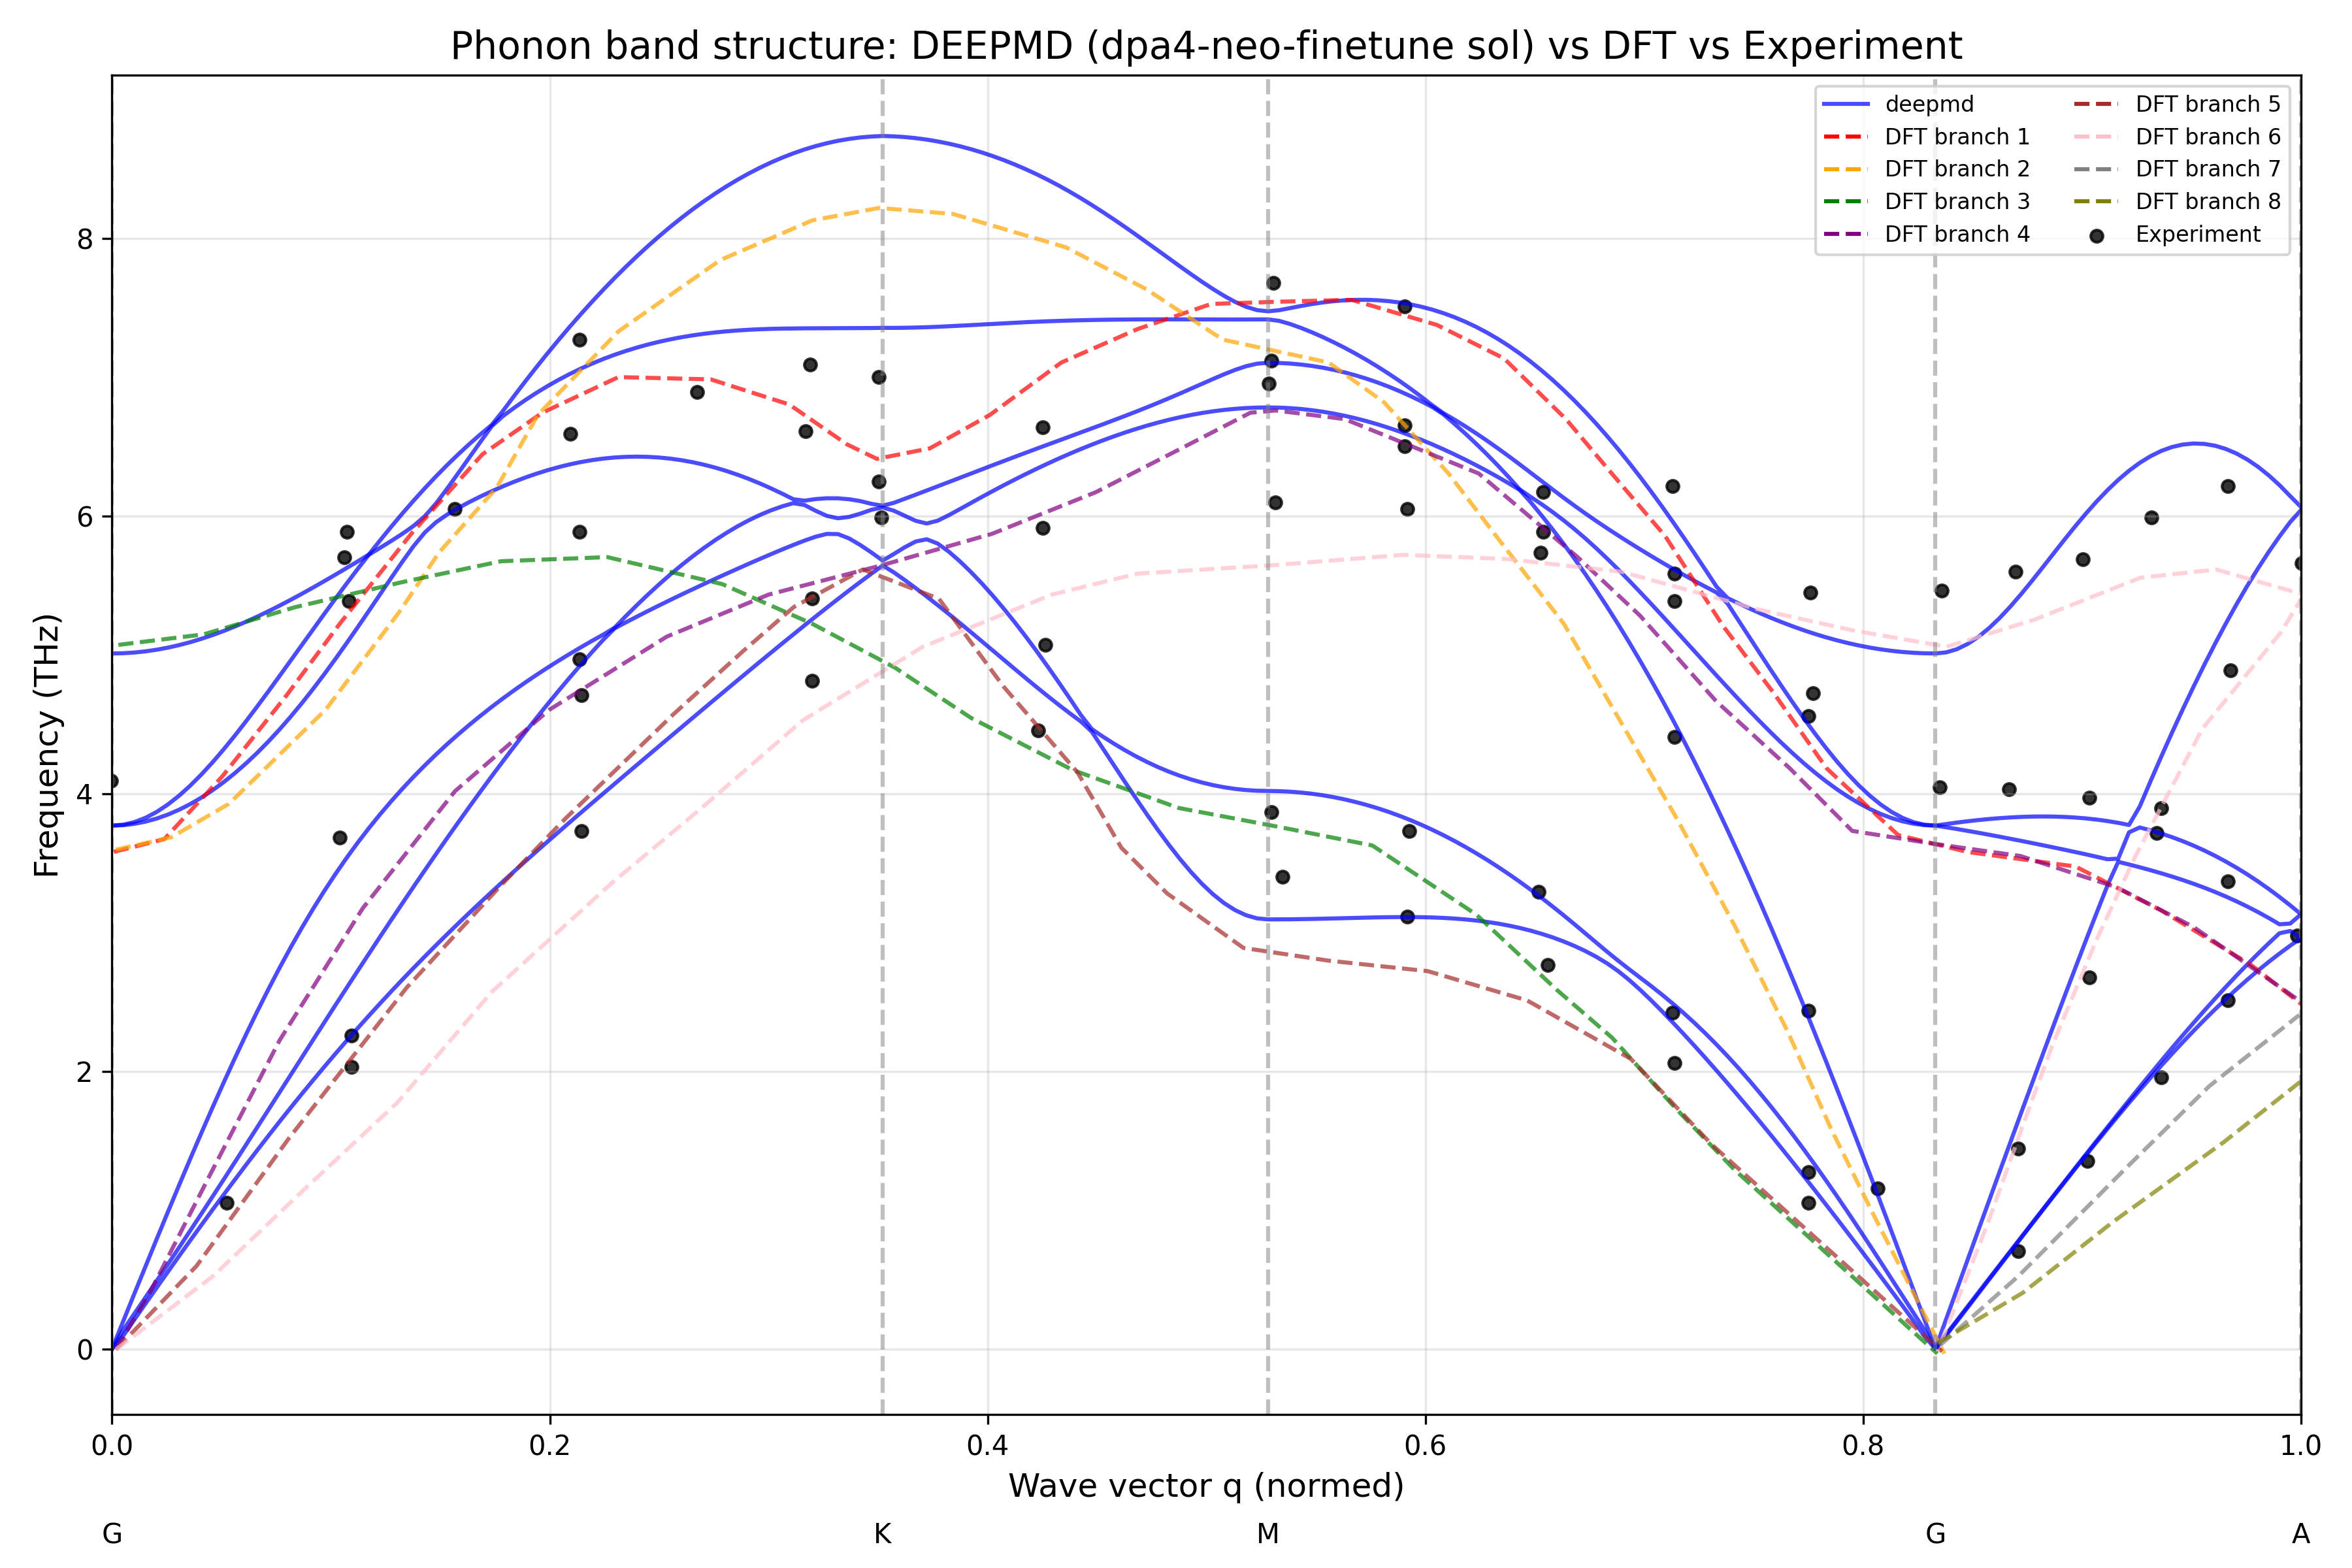 Phonon band structure: DEEPMD (dpa4-neo-finetune sol) vs DFT vs Experiment
deepmd
DFT branch 1
DFT branch 2
DFT branch 3
DFT branch 4
DFT branch 5
DFT branch 6
DFT branch 7
DFT branch 8
Experiment
Frequency (THz)
8
6
4
2
0
0.0 0.2 0.4 0.6 0.8 1.0
Wave vector q (normed)
G K M G A